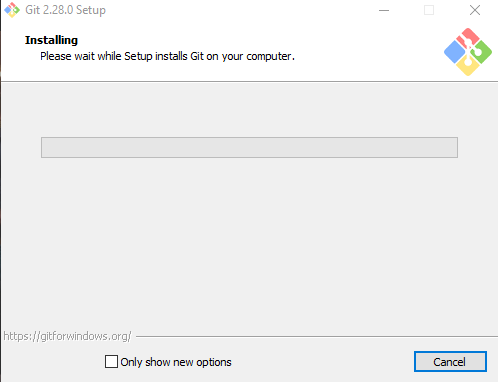 Git 2.28.0 Setup
Installing
Please wait while Setup installs Git on your computer.
https://gitforwindows.org/
Only show new options
Cancel